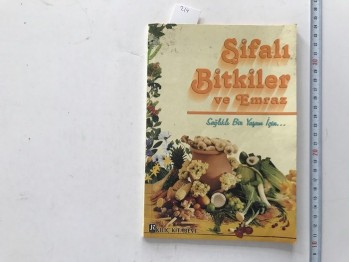 Şifalı
Bitkiler
ve Emraz
Sağlıklı Bir Yaşam İçin...